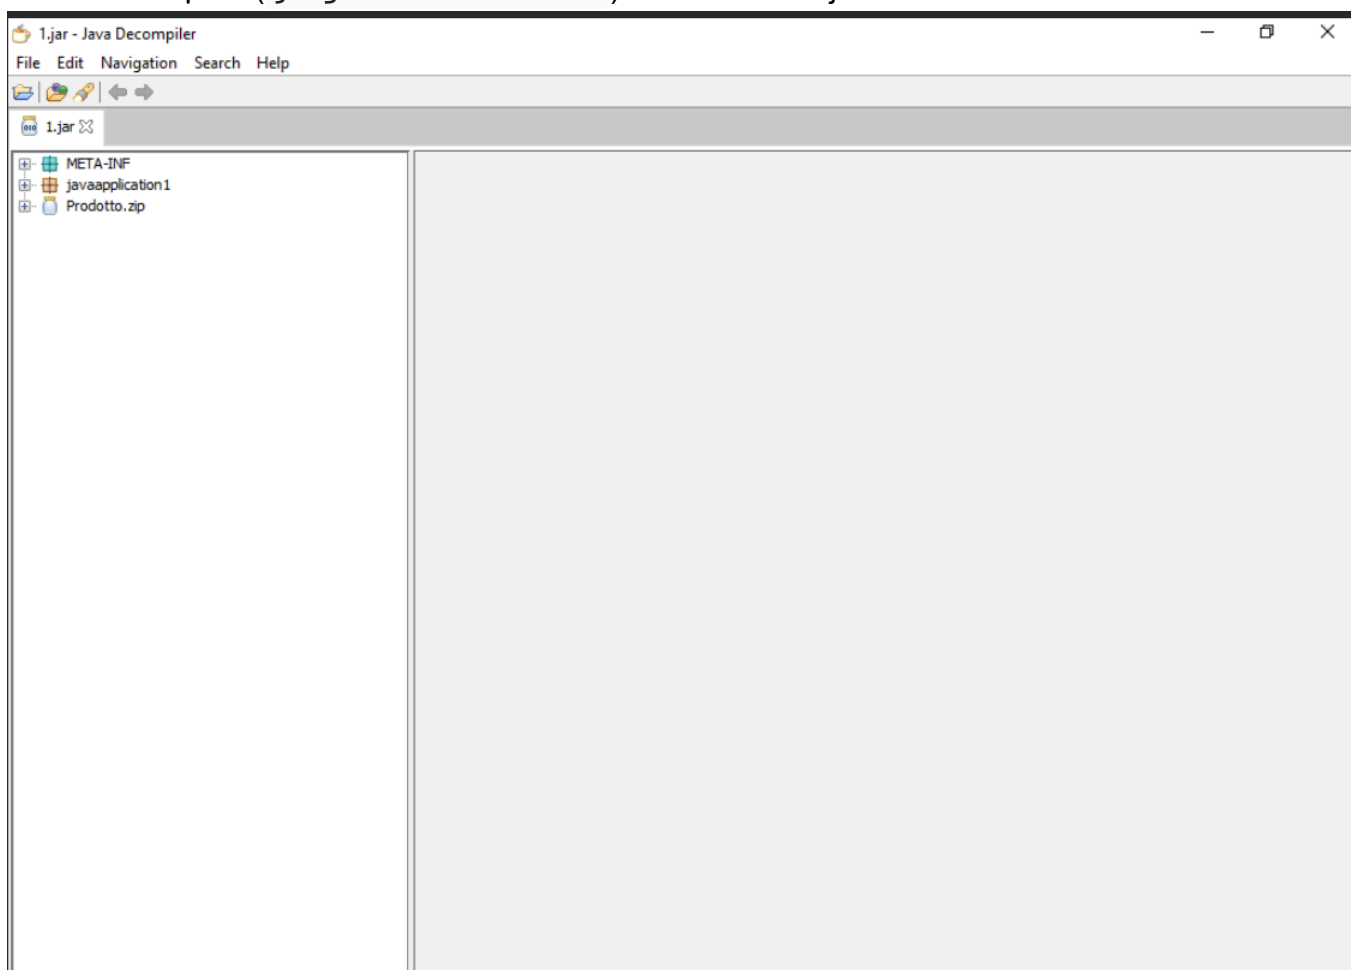 1.jar - Java Decompiler
File Edit Navigation Search Help
1.jar
META-INF
javaapplication1
Prodotto.zip